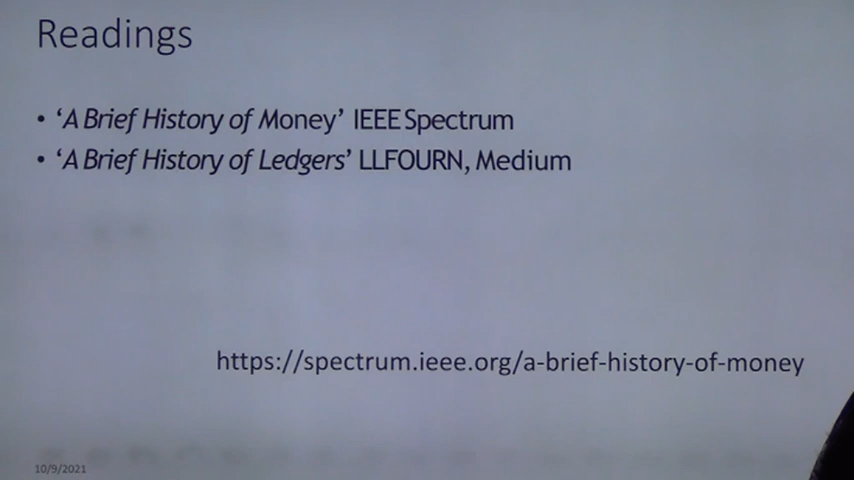 Readings
• ‘A Brief History of Money’ IEEE Spectrum
• ‘A Brief History of Ledgers’ LLFOURN, Medium
https://spectrum.ieee.org/a-brief-history-of-money
10/9/2021